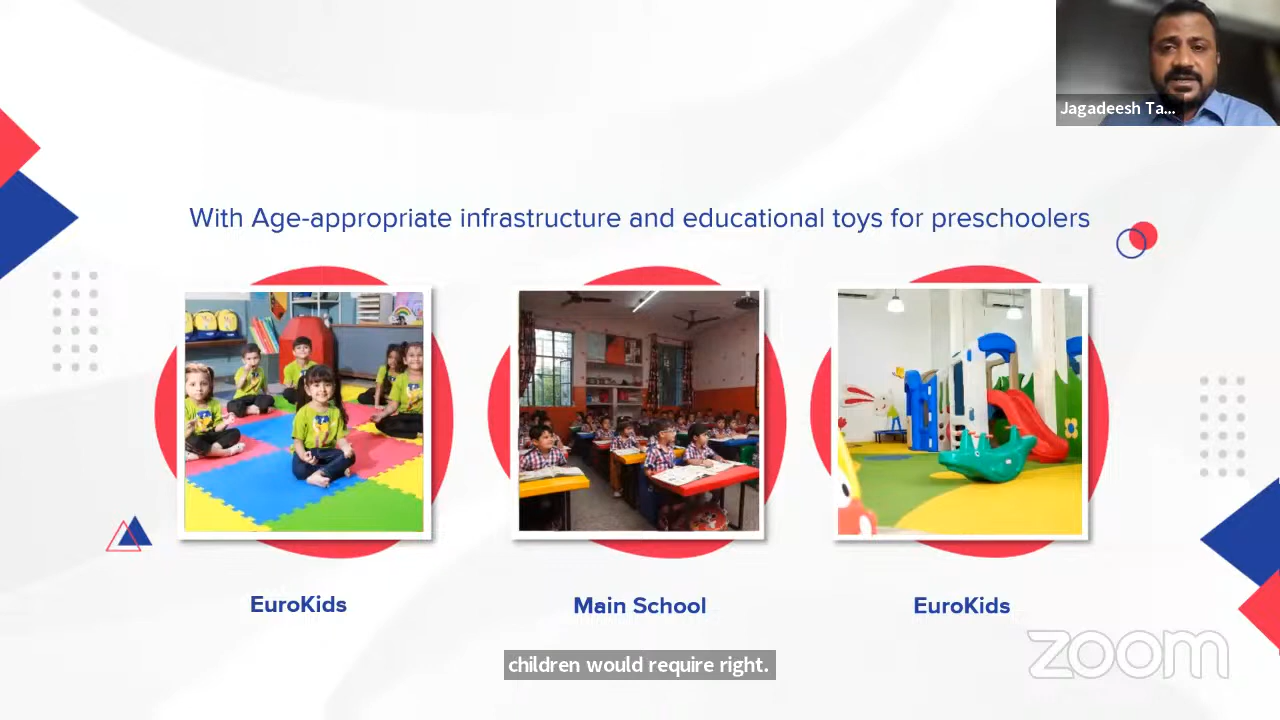 Jagadeesh Ta...
With Age-appropriate infrastructure and educational toys for preschoolers
EuroKids
Main School
EuroKids
zoom
children would require right.